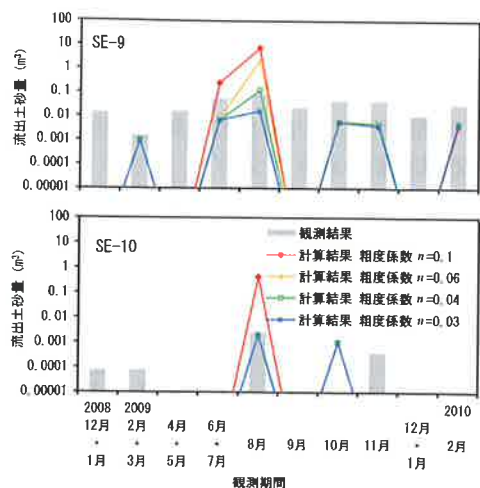 SE-9
流出土砂量 (m³)
100
10
1
0.1
0.01
0.001
0.0001
0.00001
SE-10
流出土砂量 (m³)
100
10
1
0.1
0.01
0.001
0.0001
0.00001
観測結果
計算結果 粗度係数 n=0.1
計算結果 粗度係数 n=0.06
計算結果 粗度係数 n=0.04
計算結果 粗度係数 n=0.03
2008 2009 2010
12月・1月
2月・3月
4月・5月
6月・7月
8月
9月
10月
11月
12月・1月
2月
観測期間